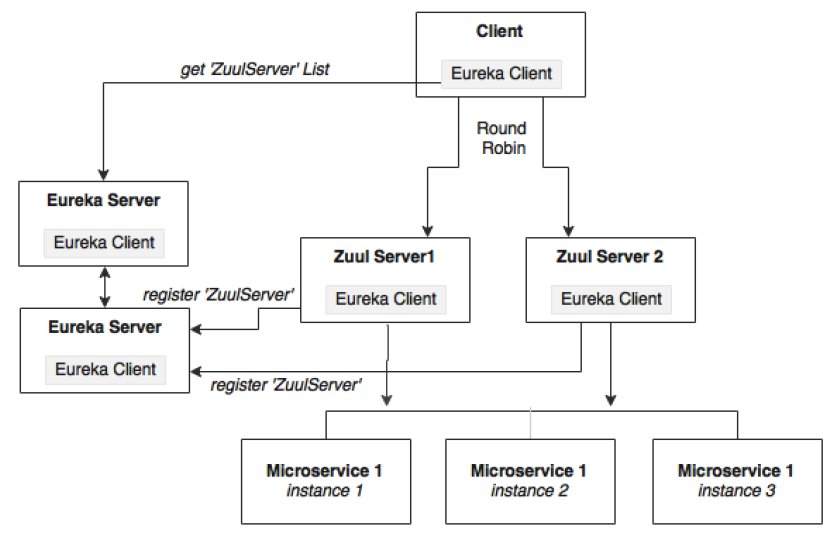 Client
Eureka Client
get 'ZuulServer' List
Round
Robin
Eureka Server
Eureka Client
Zuul Server1
Eureka Client
Zuul Server 2
Eureka Client
register 'ZuulServer'
Eureka Server
Eureka Client
register 'ZuulServer'
Microservice 1
instance 1
Microservice 1
instance 2
Microservice 1
instance 3